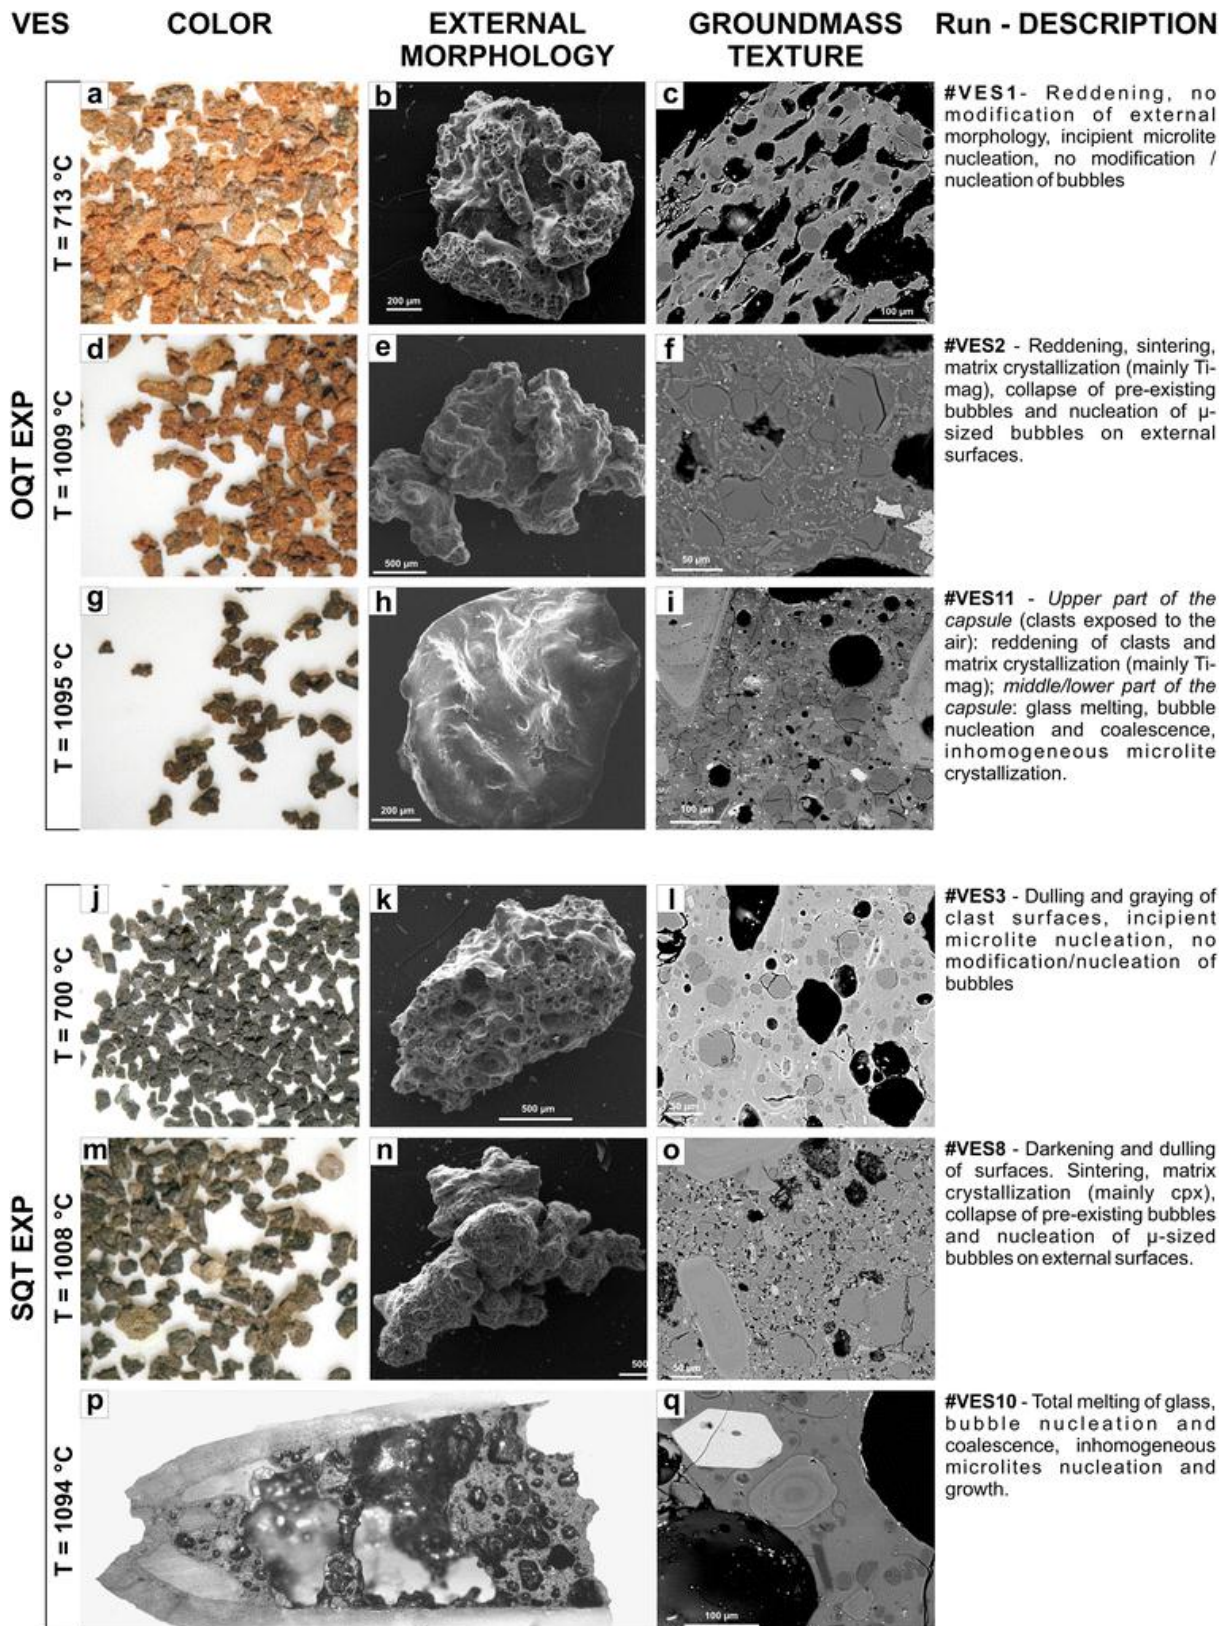 VES
COLOR
EXTERNAL
MORPHOLOGY
GROUNDMASS
TEXTURE
Run - DESCRIPTION
OQT EXP
T = 713 °C
a
b
200 µm
c
100 µm
#VES1- Reddening, no
modification of external
morphology, incipient microlite
nucleation, no modification /
nucleation of bubbles
T = 1009 °C
d
e
500 µm
f
50 µm
#VES2 - Reddening, sintering,
matrix crystallization (mainly Ti-
mag), collapse of pre-existing
bubbles and nucleation of µ-
sized bubbles on external
surfaces.
T = 1095 °C
g
h
200 µm
i
100 µm
#VES11 - Upper part of the
capsule (clasts exposed to the
air): reddening of clasts and
matrix crystallization (mainly Ti-
mag); middle/lower part of the
capsule: glass melting, bubble
nucleation and coalescence,
inhomogeneous microlite
crystallization.
SQT EXP
T = 700 °C
j
k
500 µm
l
50 µm
#VES3 - Dulling and graying of
clast surfaces, incipient
microlite nucleation, no
modification/nucleation of
bubbles
T = 1008 °C
m
n
500
o
50 µm
#VES8 - Darkening and dulling
of surfaces. Sintering, matrix
crystallization (mainly cpx),
collapse of pre-existing bubbles
and nucleation of µ-sized
bubbles on external surfaces.
T = 1094 °C
p
q
100 µm
#VES10 - Total melting of glass,
bubble nucleation and
coalescence, inhomogeneous
microlites nucleation and
growth.